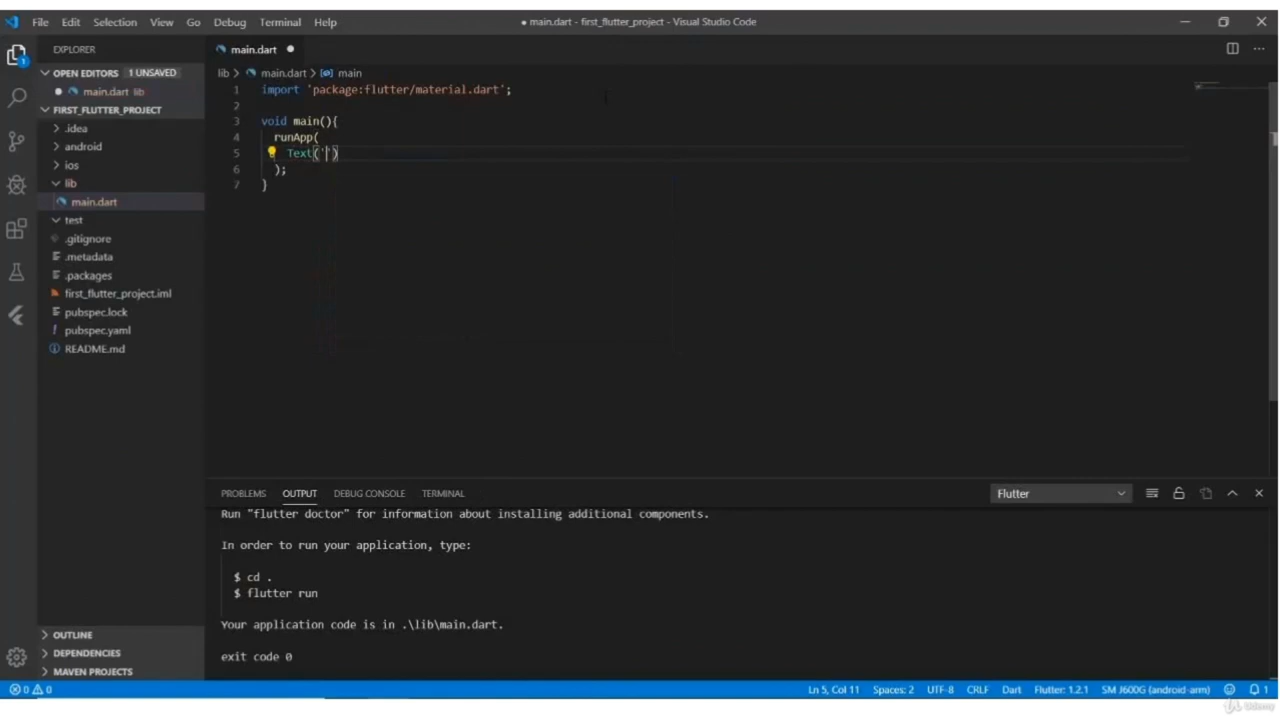 File Edit Selection View Go Debug Terminal Help
● main.dart - first_flutter_project - Visual Studio Code
EXPLORER
main.dart ●
OPEN EDITORS 1 UNSAVED
● main.dart lib
FIRST_FLUTTER_PROJECT
.idea
android
ios
lib
main.dart
test
.gitignore
.metadata
.packages
first_flutter_project.iml
pubspec.lock
! pubspec.yaml
README.md
OUTLINE
DEPENDENCIES
MAVEN PROJECTS
1
lib > main.dart > main
1 import 'package:flutter/material.dart';
2
3 void main(){
4 runApp(
5 Text('')
6 );
7 }
PROBLEMS OUTPUT DEBUG CONSOLE TERMINAL
Flutter
Run "flutter doctor" for information about installing additional components.
In order to run your application, type:
$ cd .
$ flutter run
Your application code is in .\lib\main.dart.
exit code 0
0 0
Ln 5, Col 11 Spaces: 2 UTF-8 CRLF Dart Flutter: 1.2.1 SM J600G (android-arm) 1
Udemy